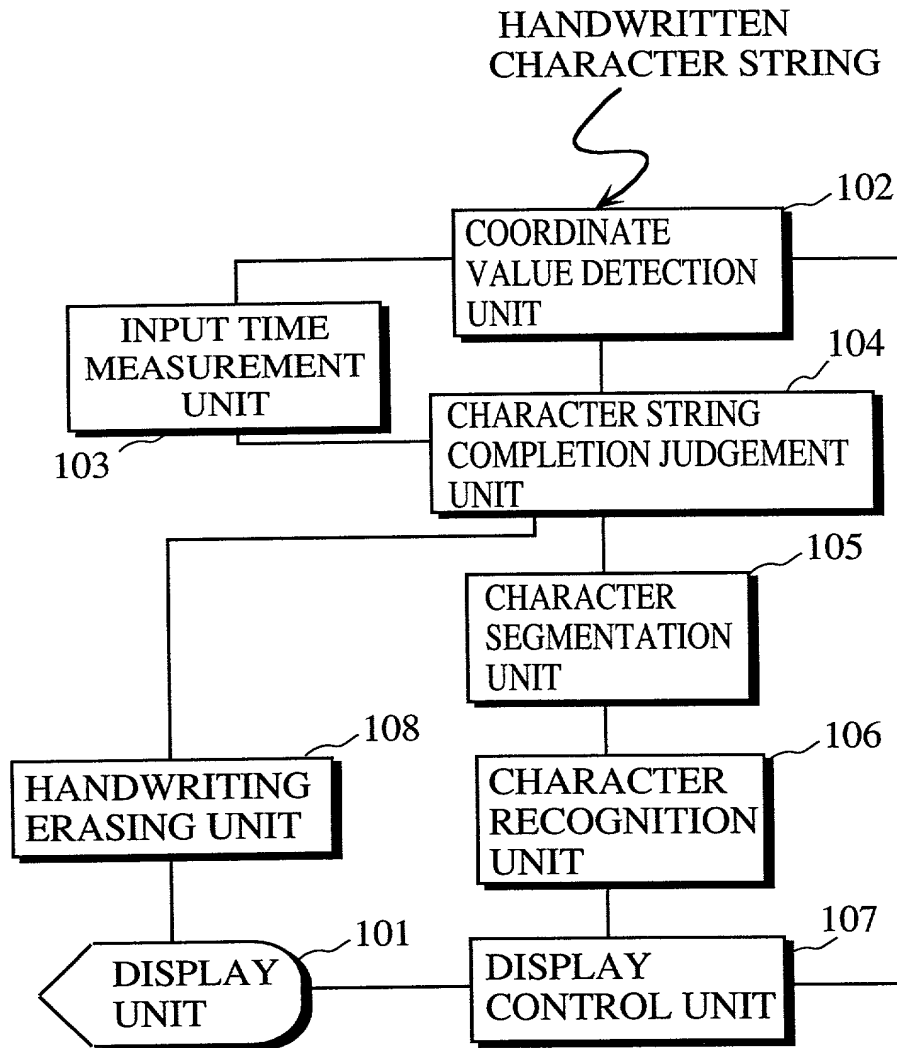 HANDWRITTEN
CHARACTER STRING
102
COORDINATE
VALUE DETECTION
UNIT
INPUT TIME
MEASUREMENT
UNIT
103
104
CHARACTER STRING
COMPLETION JUDGEMENT
UNIT
105
CHARACTER
SEGMENTATION
UNIT
108
HANDWRITING
ERASING UNIT
106
CHARACTER
RECOGNITION
UNIT
101
DISPLAY
UNIT
107
DISPLAY
CONTROL UNIT